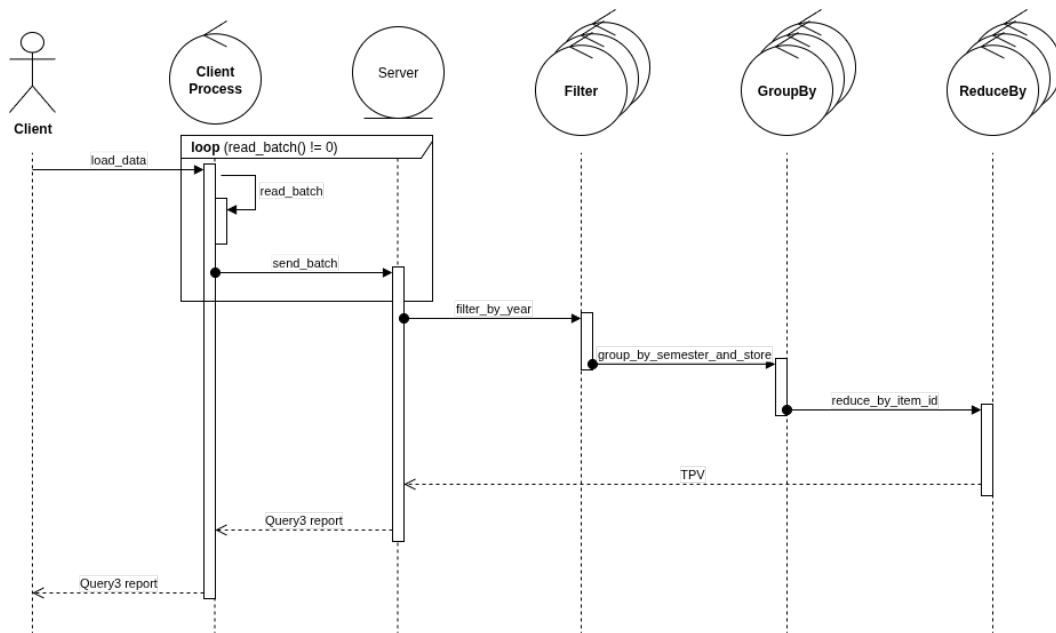 Client
Process
Server
Filter
GroupBy
ReduceBy
Client
loop (read_batch() != 0)
load_data
read_batch
send_batch
filter_by_year
group_by_semester_and_store
reduce_by_item_id
TPV
Query3 report
Query3 report